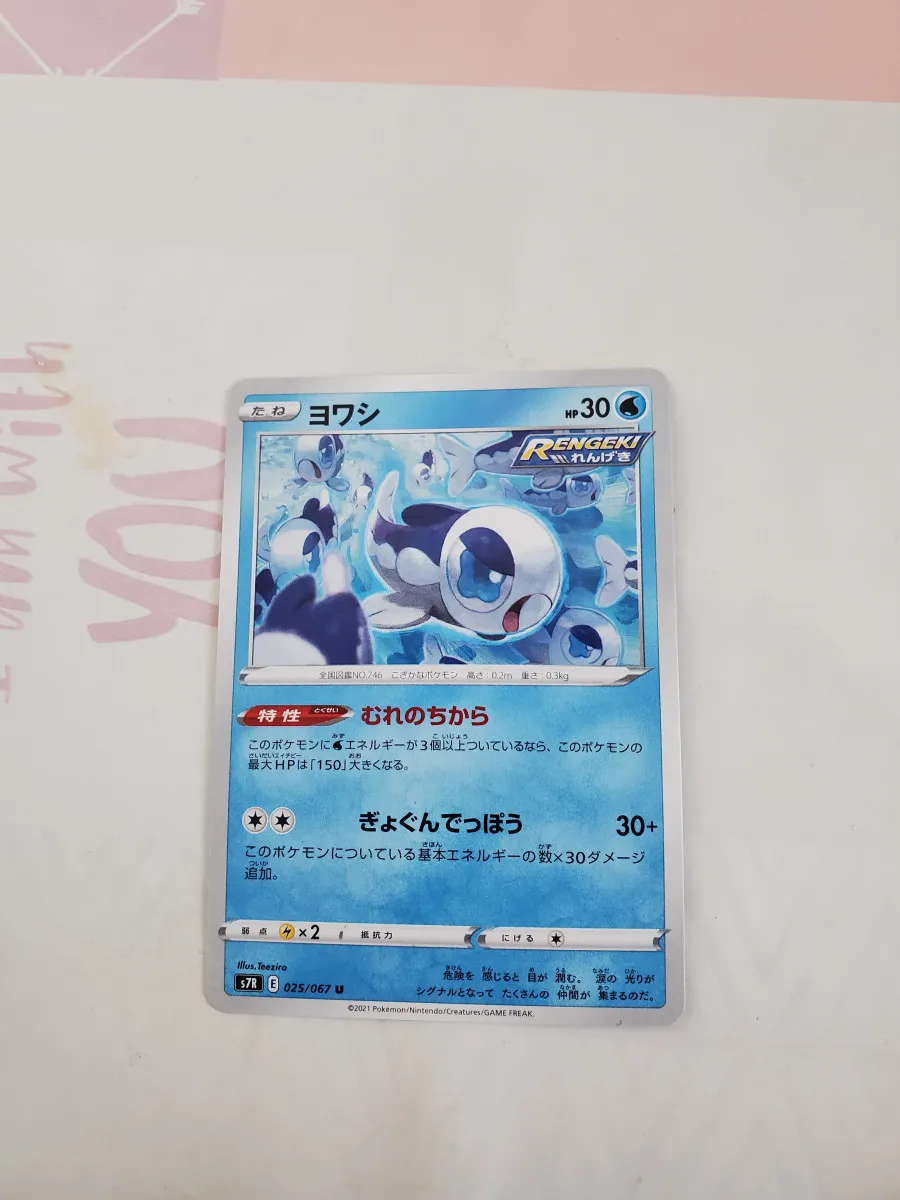 たね ヨワシ HP 30
RENGEKI
れんげき
全国図鑑NO.746 こざかなポケモン 高さ:0.2m 重さ:0.3kg
特性 とくせい むれのちから
このポケモンに エネルギーが3個以上ついているなら、このポケモンの
最大HPは「150」大きくなる。
ぎょぐんでっぽう 30+
このポケモンについている基本エネルギーの数×30ダメージ
追加。
弱点 ×2 抵抗力 にげる
Illus.Teeziro
危険を 感じると 目が 潤む。 涙の 光りが
シグナルとなって たくさんの 仲間が 集まるのだ。
s7R E 025/067 U
©2021 Pokémon/Nintendo/Creatures/GAME FREAK.
YOU